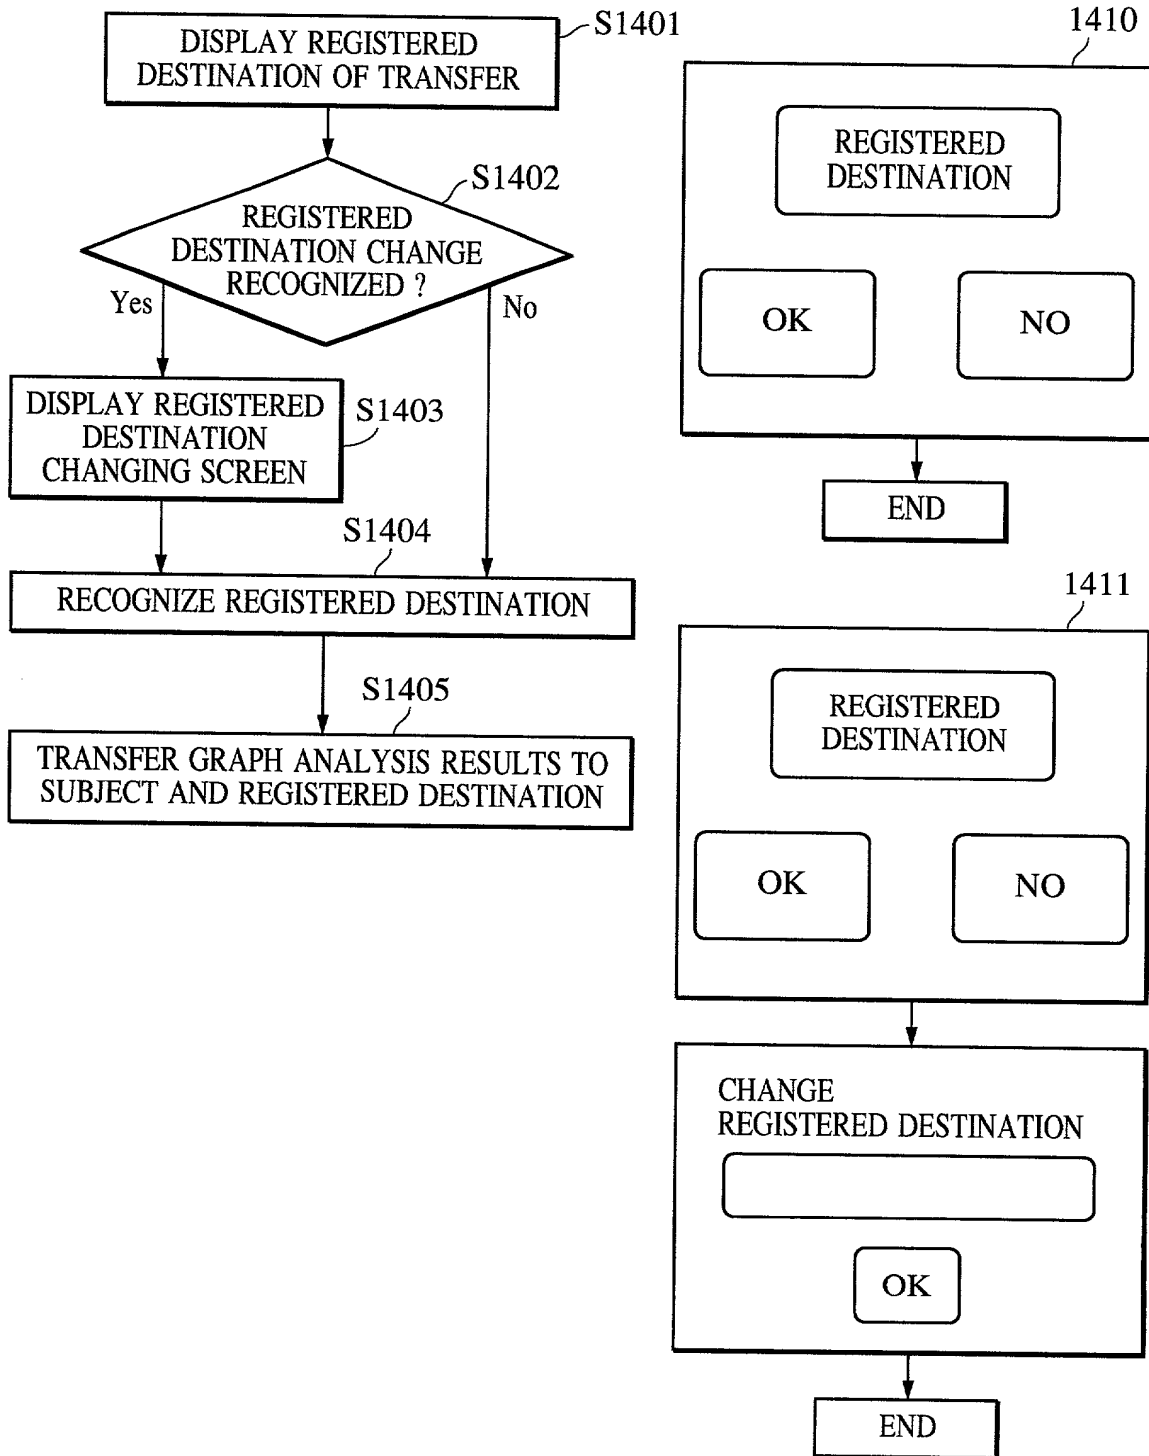 S1401
DISPLAY REGISTERED
DESTINATION OF TRANSFER
S1402
REGISTERED
DESTINATION CHANGE
RECOGNIZED ?
Yes
No
DISPLAY REGISTERED
DESTINATION
CHANGING SCREEN
S1403
S1404
RECOGNIZE REGISTERED DESTINATION
S1405
TRANSFER GRAPH ANALYSIS RESULTS TO
SUBJECT AND REGISTERED DESTINATION
1410
REGISTERED
DESTINATION
OK
NO
END
1411
REGISTERED
DESTINATION
OK
NO
CHANGE
REGISTERED DESTINATION
OK
END